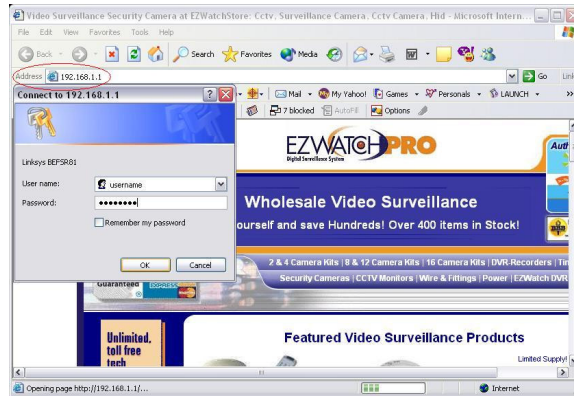 Video Surveillance Security Camera at EZWatchStore: Cctv, Surveillance Camera, Cctv Camera, Hid - Microsoft Intern...
File Edit View Favorites Tools Help
Back Search Favorites Media
Address 192.168.1.1 Go Link
Connect to 192.168.1.1
Mail My Yahoo! Games Personals LAUNCH »
7 blocked AutoFill Options
Linksys BEFSR81
User name: username
Password: ••••••••
Remember my password
OK Cancel
EZWATCHPRO
Digital Surveillance System
Auth
Wholesale Video Surveillance
ourself and save Hundreds! Over 400 items in Stock!
2 & 4 Camera Kits | 8 & 12 Camera Kits | 16 Camera Kits | DVR-Recorders | Tim
Security Cameras | CCTV Monitors | Wire & Fittings | Power | EZWatch DVR
Guaranteed
Unlimited,
toll free
tech
Featured Video Surveillance Products
Limited Supply!
Opening page http://192.168.1.1/... Internet